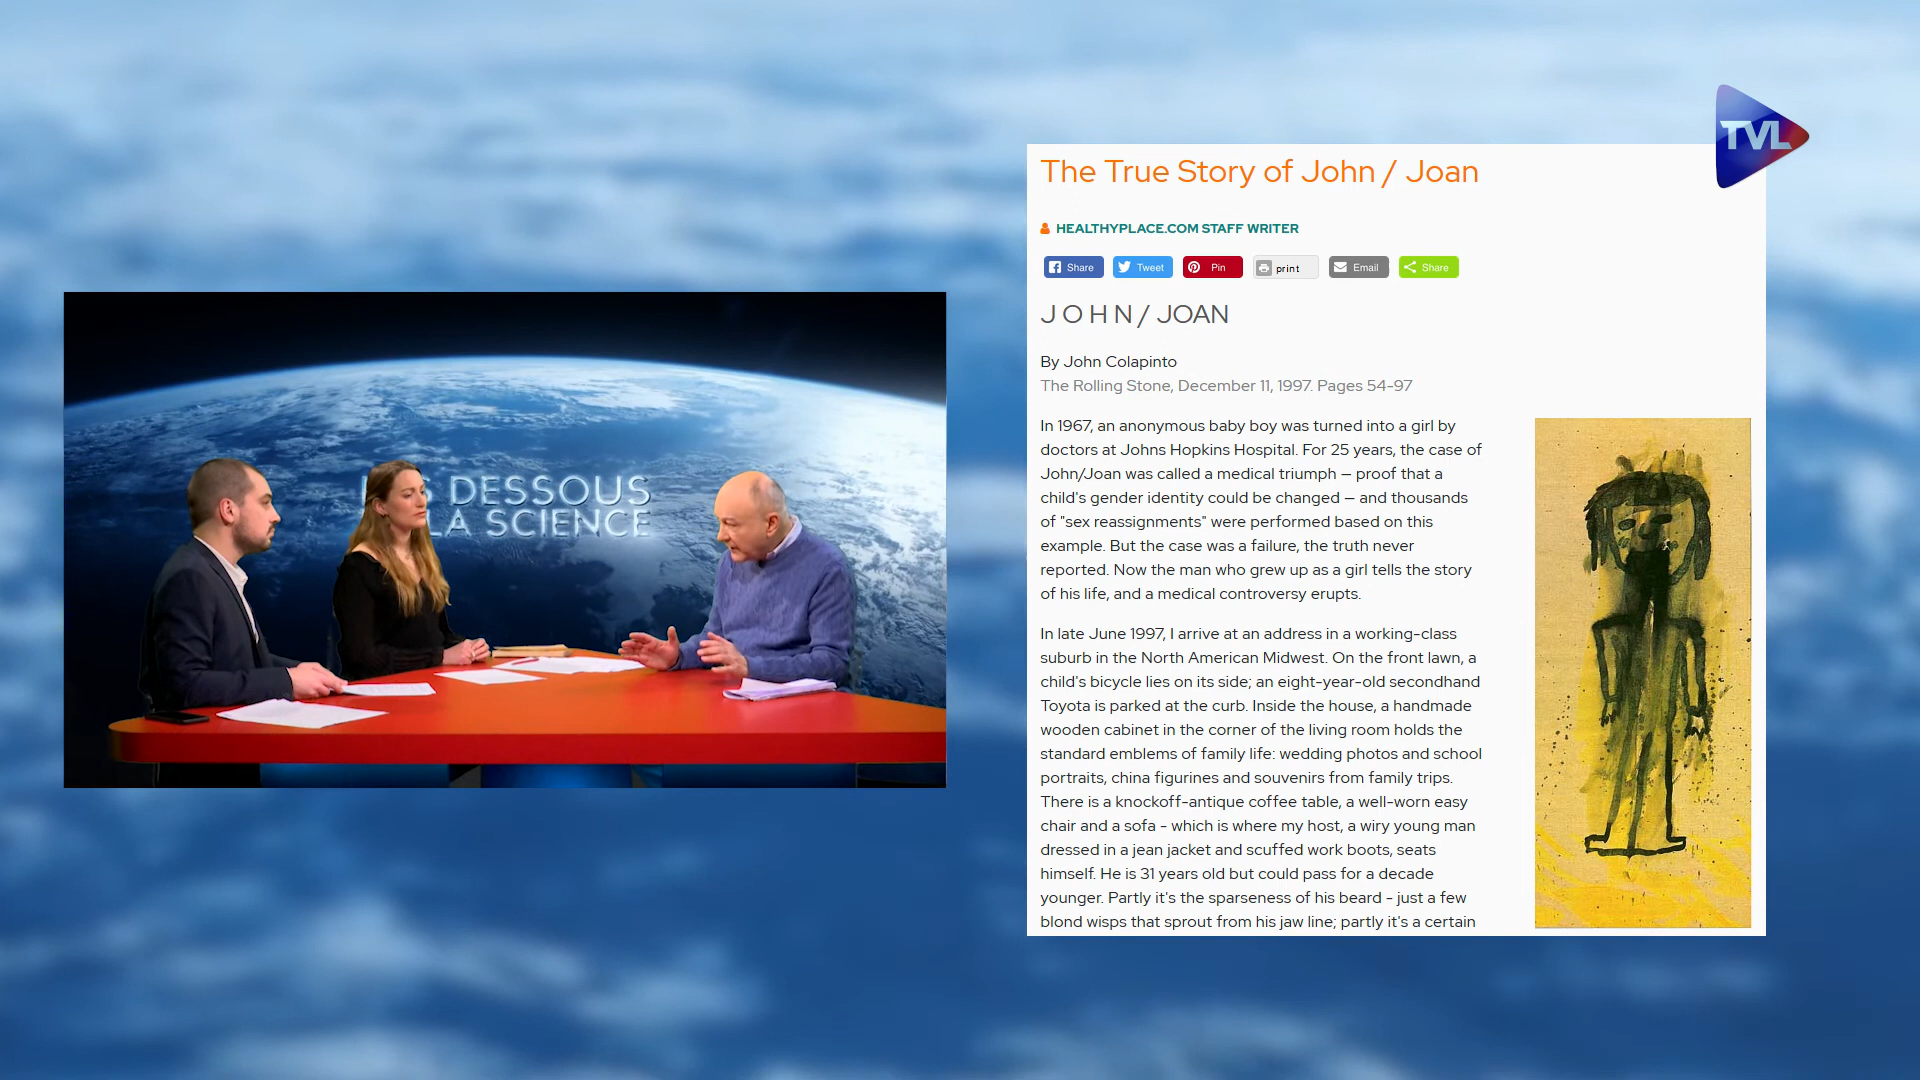 TVL
The True Story of John / Joan
HEALTHYPLACE.COM STAFF WRITER
Share
Tweet
Pin
print
Email
Share
J O H N / JOAN
By John Colapinto
The Rolling Stone, December 11, 1997. Pages 54-97
In 1967, an anonymous baby boy was turned into a girl by
doctors at Johns Hopkins Hospital. For 25 years, the case of
John/Joan was called a medical triumph — proof that a
child's gender identity could be changed — and thousands
of "sex reassignments" were performed based on this
example. But the case was a failure, the truth never
reported. Now the man who grew up as a girl tells the story
of his life, and a medical controversy erupts.
In late June 1997, I arrive at an address in a working-class
suburb in the North American Midwest. On the front lawn, a
child's bicycle lies on its side; an eight-year-old secondhand
Toyota is parked at the curb. Inside the house, a handmade
wooden cabinet in the corner of the living room holds the
standard emblems of family life: wedding photos and school
portraits, china figurines and souvenirs from family trips.
There is a knockoff-antique coffee table, a well-worn easy
chair and a sofa - which is where my host, a wiry young man
dressed in a jean jacket and scuffed work boots, seats
himself. He is 31 years old but could pass for a decade
younger. Partly it's the sparseness of his beard - just a few
blond wisps that sprout from his jaw line; partly it's a certain
DESSOUS
LA SCIENCE